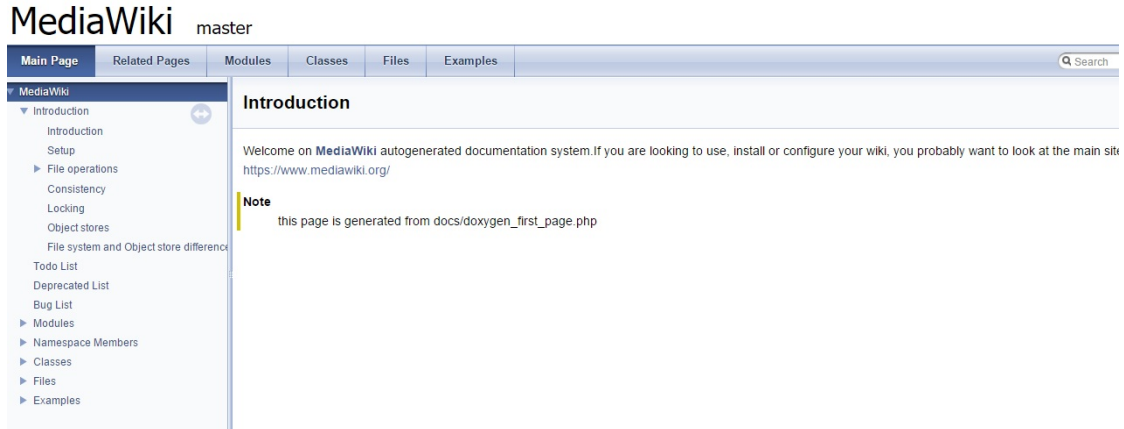 MediaWiki master
Main Page Related Pages Modules Classes Files Examples Search
MediaWiki
Introduction
Introduction
Setup
File operations
Consistency
Locking
Object stores
File system and Object store difference
Todo List
Deprecated List
Bug List
Modules
Namespace Members
Classes
Files
Examples
Introduction
Welcome on MediaWiki autogenerated documentation system.If you are looking to use, install or configure your wiki, you probably want to look at the main site
https://www.mediawiki.org/
Note
this page is generated from docs/doxygen_first_page.php